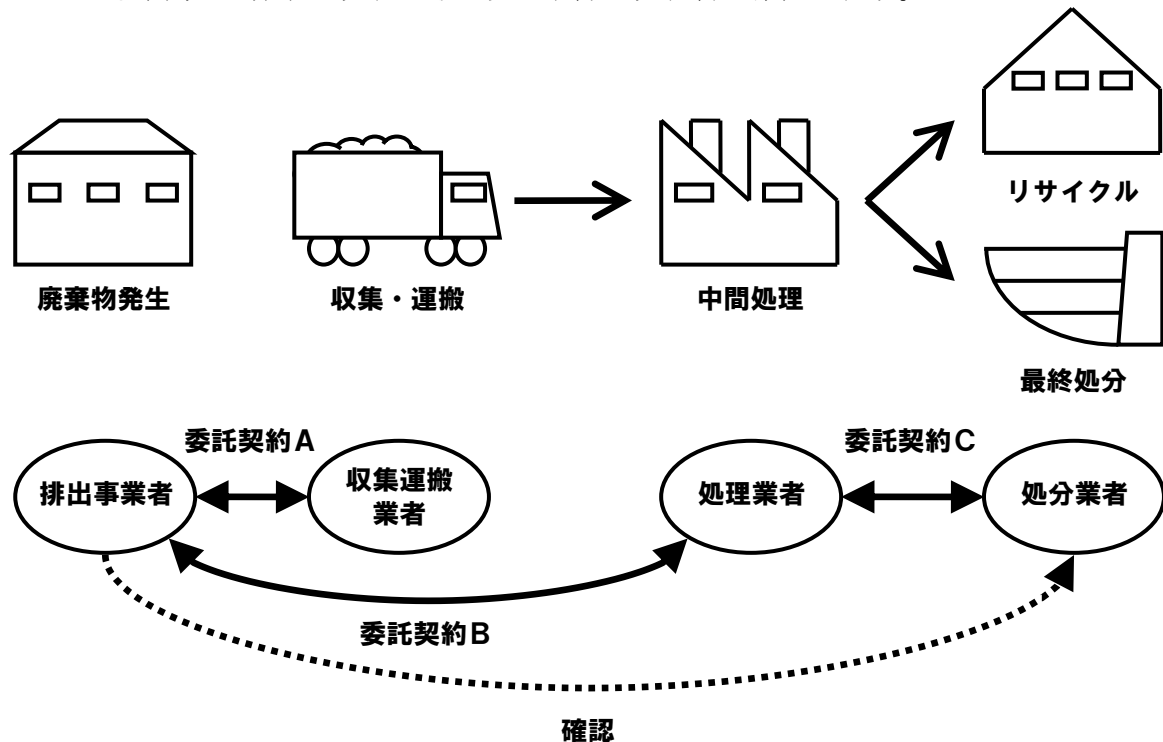 リサイクル
廃棄物発生
収集・運搬
中間処理
最終処分
委託契約A
委託契約C
排出事業者
収集運搬
業者
処理業者
処分業者
委託契約B
確認